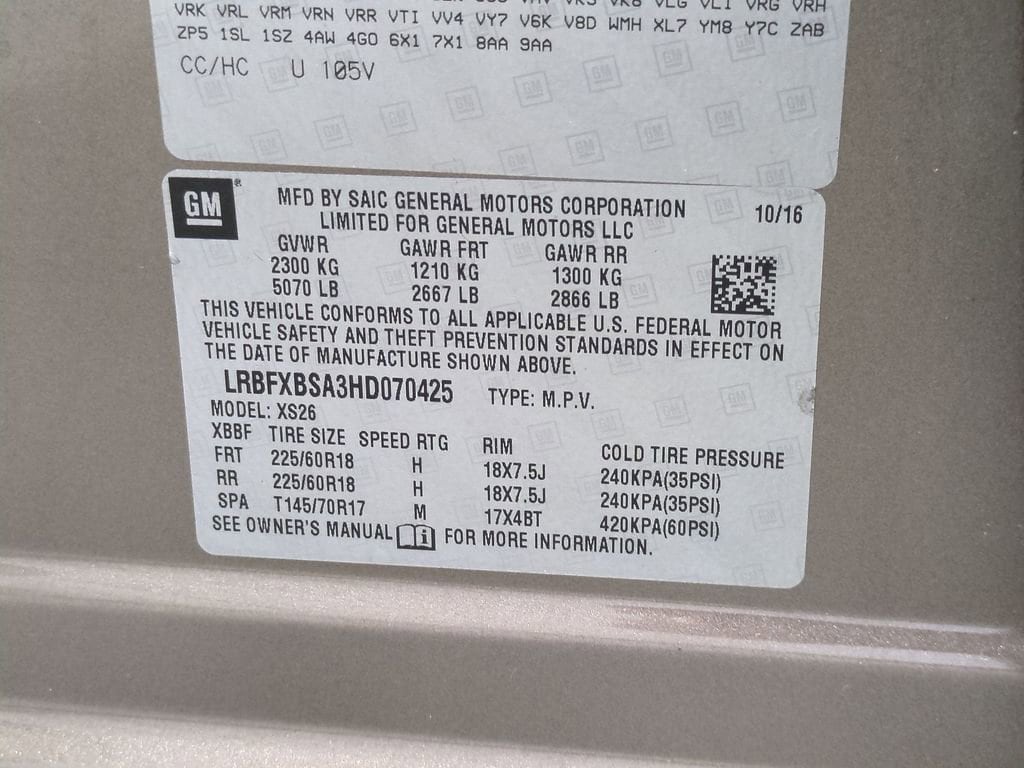 VRK VRL VRM VRN VRR VTI VV4 VY7 V6K V8D WMH XL7 YM8 Y7C ZAB
ZP5 1SL 1SZ 4AW 4G0 6X1 7X1 8AA 9AA
CC/HC U 105V
GM
MFD BY SAIC GENERAL MOTORS CORPORATION
LIMITED FOR GENERAL MOTORS LLC
10/16
GVWR GAWR FRT GAWR RR
2300 KG 1210 KG 1300 KG
5070 LB 2667 LB 2866 LB
THIS VEHICLE CONFORMS TO ALL APPLICABLE U.S. FEDERAL MOTOR
VEHICLE SAFETY AND THEFT PREVENTION STANDARDS IN EFFECT ON
THE DATE OF MANUFACTURE SHOWN ABOVE.
LRBFXBSA3HD070425 TYPE: M.P.V.
MODEL: XS26
XBBF TIRE SIZE SPEED RTG RIM COLD TIRE PRESSURE
FRT 225/60R18 H 18X7.5J 240KPA(35PSI)
RR 225/60R18 H 18X7.5J 240KPA(35PSI)
SPA T145/70R17 M 17X4BT 420KPA(60PSI)
SEE OWNER'S MANUAL FOR MORE INFORMATION.